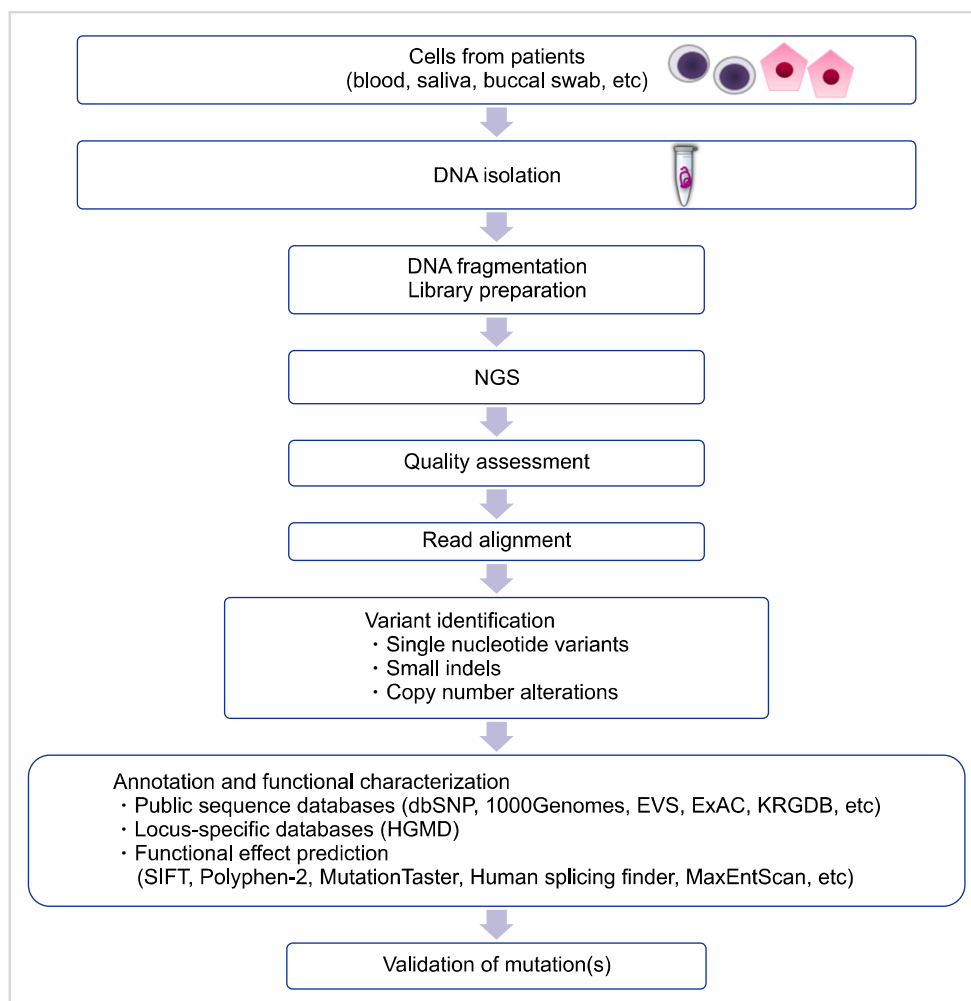 Cells from patients
(blood, saliva, buccal swab, etc)
DNA isolation
DNA fragmentation
Library preparation
NGS
Quality assessment
Read alignment
Variant identification
· Single nucleotide variants
· Small indels
· Copy number alterations
Annotation and functional characterization
· Public sequence databases (dbSNP, 1000Genomes, EVS, ExAC, KRGDB, etc)
· Locus-specific databases (HGMD)
· Functional effect prediction
(SIFT, Polyphen-2, MutationTaster, Human splicing finder, MaxEntScan, etc)
Validation of mutation(s)